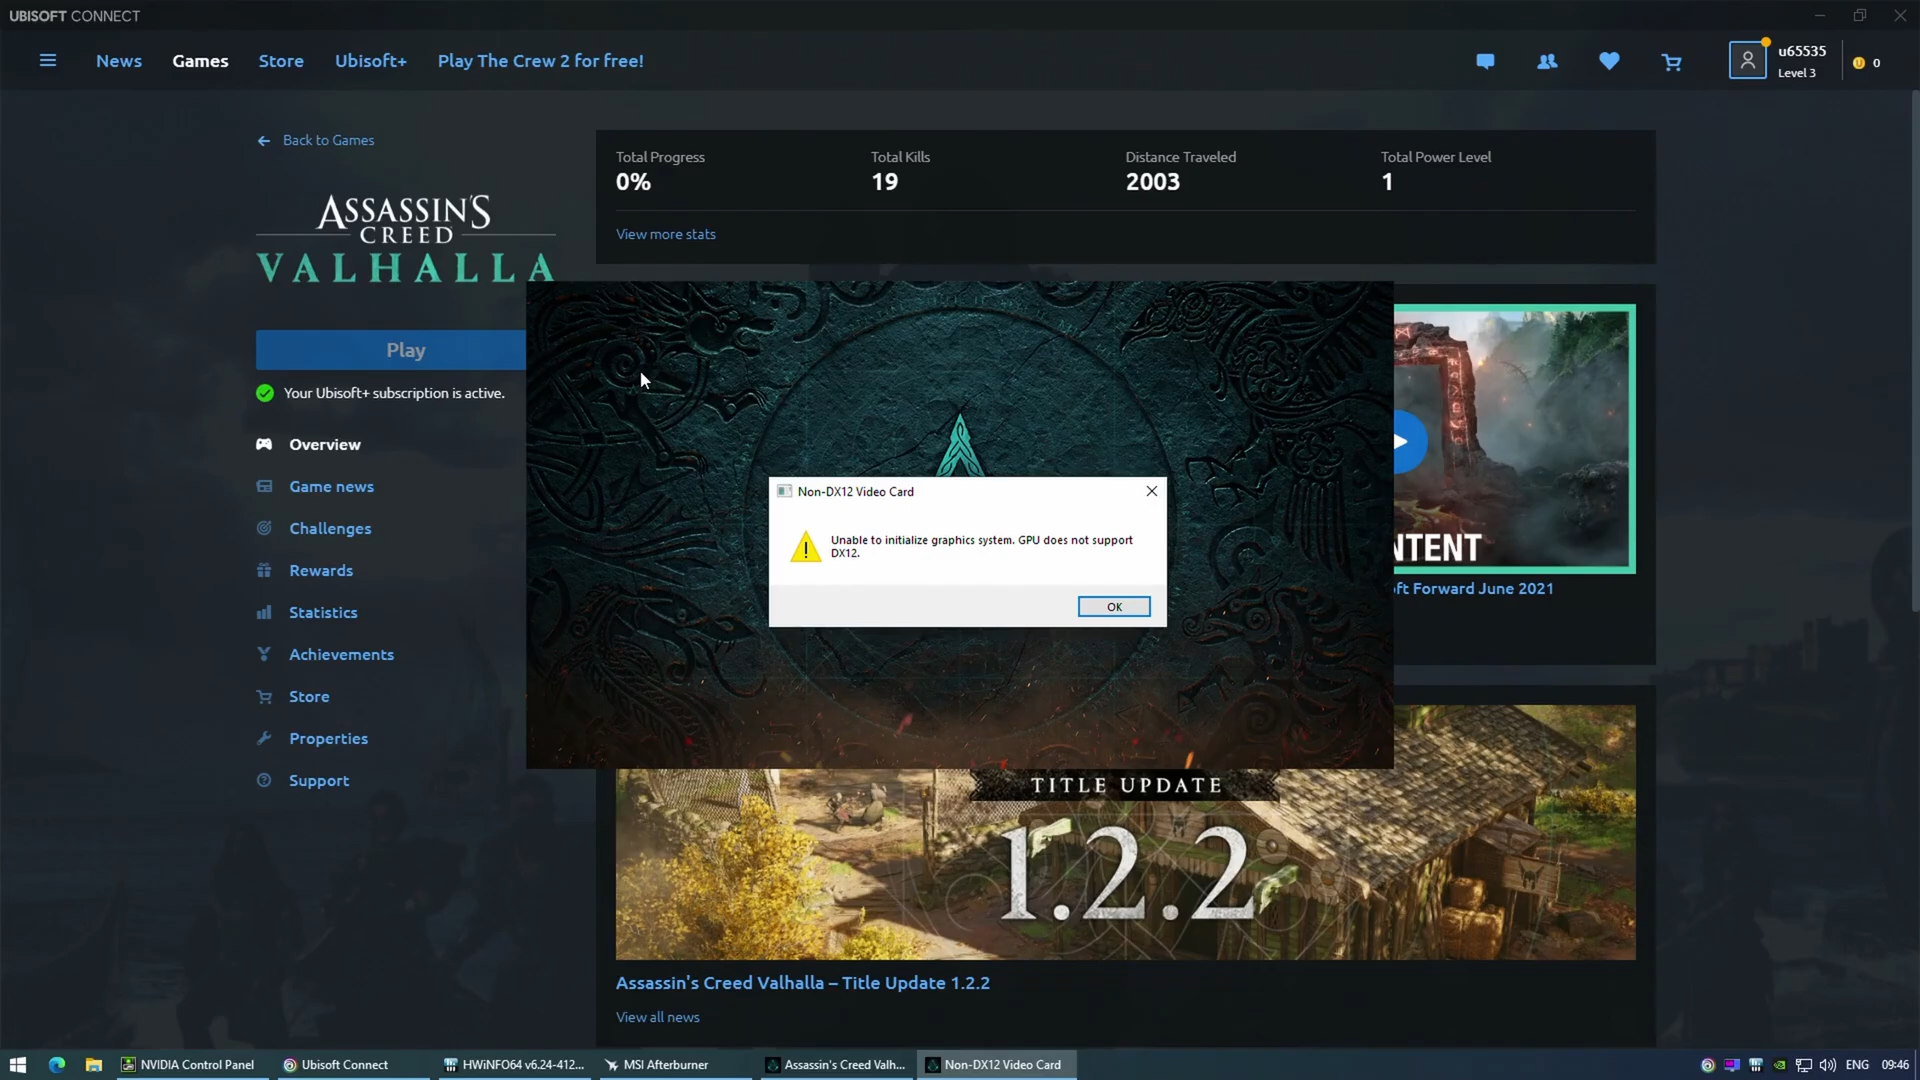 UBISOFT CONNECT
News
Games
Store
Ubisoft+
Play The Crew 2 for free!
u65535
Level 3
0
Back to Games
Total Progress
0%
Total Kills
19
Distance Traveled
2003
Total Power Level
1
View more stats
ASSASSIN'S
CREED
VALHALLA
Play
Your Ubisoft+ subscription is active.
Overview
Game news
Challenges
Rewards
Statistics
Achievements
Store
Properties
Support
Non-DX12 Video Card
Unable to initialize graphics system. GPU does not support
DX12.
OK
NTENT
oft Forward June 2021
TITLE UPDATE
1.2.2
Assassin's Creed Valhalla – Title Update 1.2.2
View all news
NVIDIA Control Panel
Ubisoft Connect
HWiNFO64 v6.24-412...
MSI Afterburner
Assassin's Creed Valh...
Non-DX12 Video Card
ENG
09:46